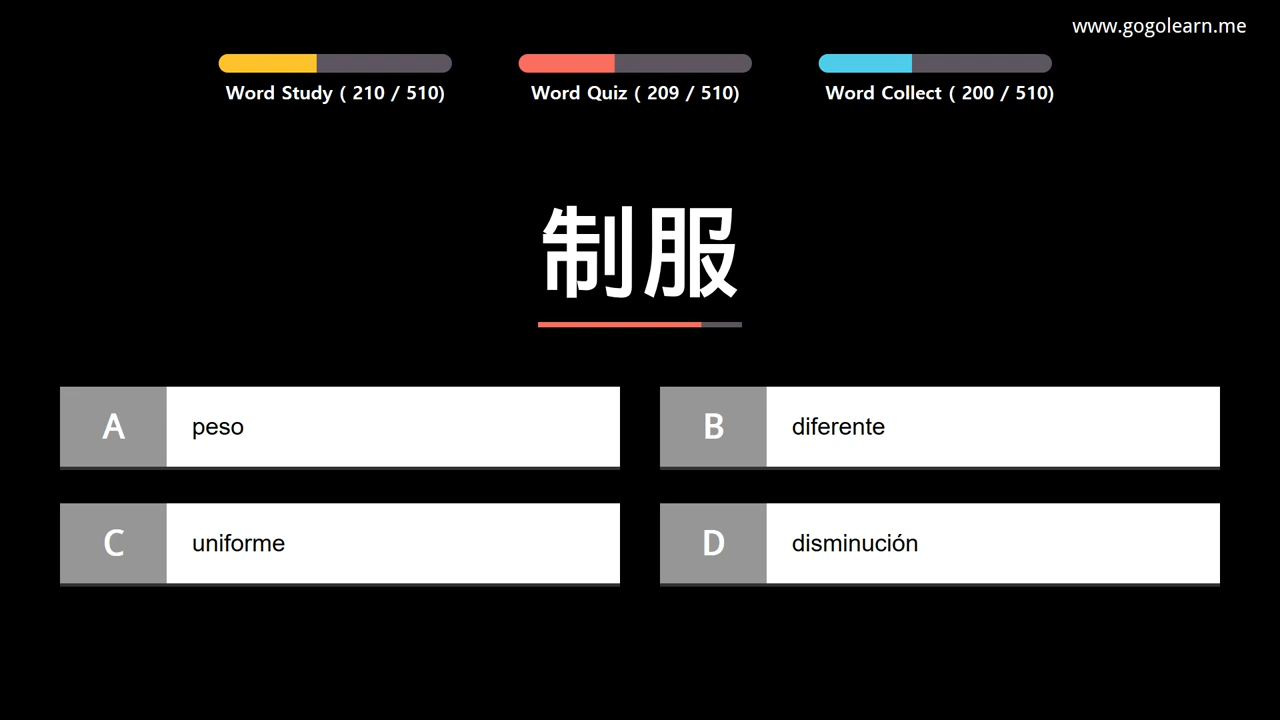 www.gogolearn.me
Word Study ( 210 / 510)
Word Quiz ( 209 / 510)
Word Collect ( 200 / 510)
制服
A peso
B diferente
C uniforme
D disminución